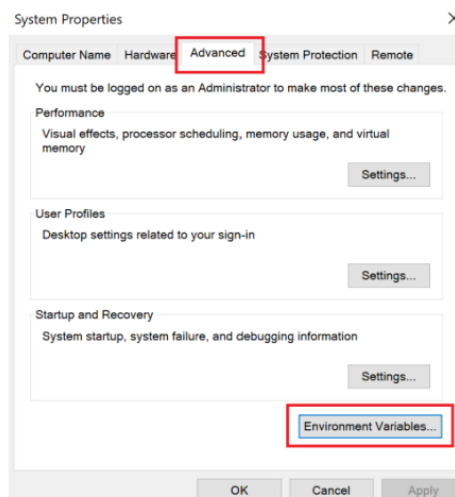 System Properties
Computer Name Hardware Advanced System Protection Remote
You must be logged on as an Administrator to make most of these changes.
Performance
Visual effects, processor scheduling, memory usage, and virtual
memory
Settings...
User Profiles
Desktop settings related to your sign-in
Settings...
Startup and Recovery
System startup, system failure, and debugging information
Settings...
Environment Variables...
OK Cancel Apply